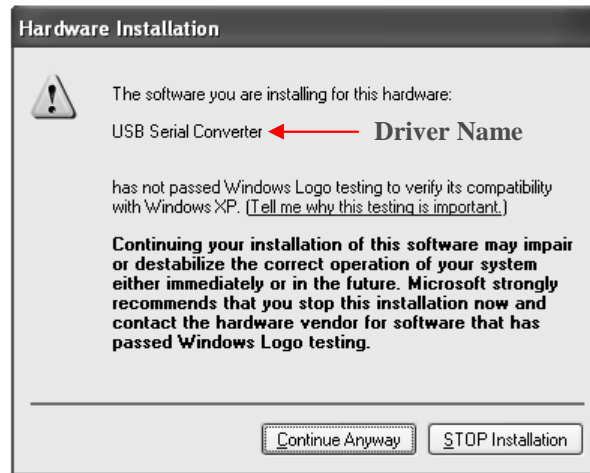 Hardware Installation
The software you are installing for this hardware:
USB Serial Converter Driver Name
has not passed Windows Logo testing to verify its compatibility
with Windows XP. (Tell me why this testing is important.)
Continuing your installation of this software may impair
or destabilize the correct operation of your system
either immediately or in the future. Microsoft strongly
recommends that you stop this installation now and
contact the hardware vendor for software that has
passed Windows Logo testing.
Continue Anyway STOP Installation